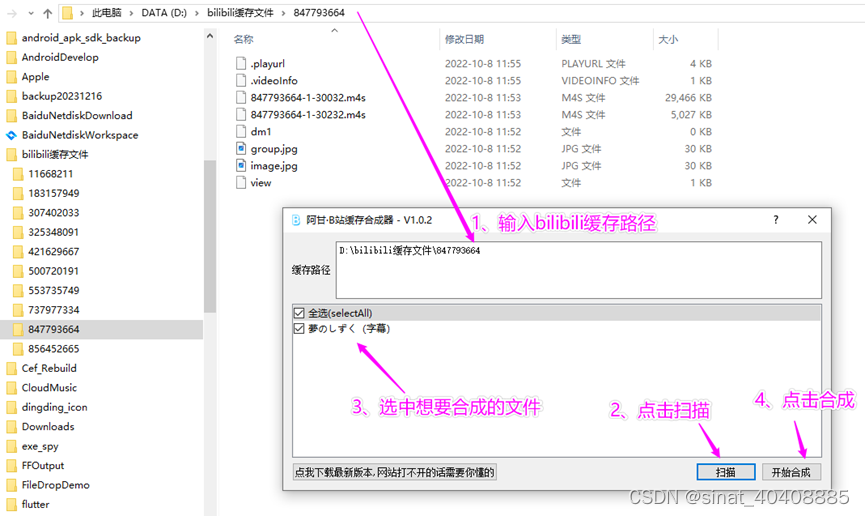 此电脑 > DATA (D:) > bilibili缓存文件 > 847793664
android_apk_sdk_backup
AndroidDevelop
Apple
backup20231216
BaiduNetdiskDownload
BaiduNetdiskWorkspace
bilibili缓存文件
11668211
183157949
307402033
325348091
421629667
500720191
553735749
737977334
847793664
856452665
Cef_Rebuild
CloudMusic
dingding_icon
Downloads
exe_spy
FFOutput
FileDropDemo
flutter
名称 修改日期 类型 大小
.playurl 2022-10-8 11:55 PLAYURL 文件 4 KB
.videoInfo 2022-10-8 11:55 VIDEOINFO 文件 1 KB
847793664-1-30032.m4s 2022-10-8 11:53 M4S 文件 29,466 KB
847793664-1-30232.m4s 2022-10-8 11:53 M4S 文件 5,027 KB
dm1 2022-10-8 11:52 文件 0 KB
group.jpg 2022-10-8 11:52 JPG 文件 30 KB
image.jpg 2022-10-8 11:52 JPG 文件 30 KB
view 2022-10-8 11:52 文件 1 KB
阿甘·B站缓存合成器 - V1.0.2
1、输入bilibili缓存路径
缓存路径
D:\bilibili缓存文件\847793664
全选(selectAll)
夢のしずく（字幕）
3、选中想要合成的文件
2、点击扫描
4、点击合成
点我下载最新版本,网站打不开的话需要你懂的
扫描
开始合成
CSDN @sinat_40408885